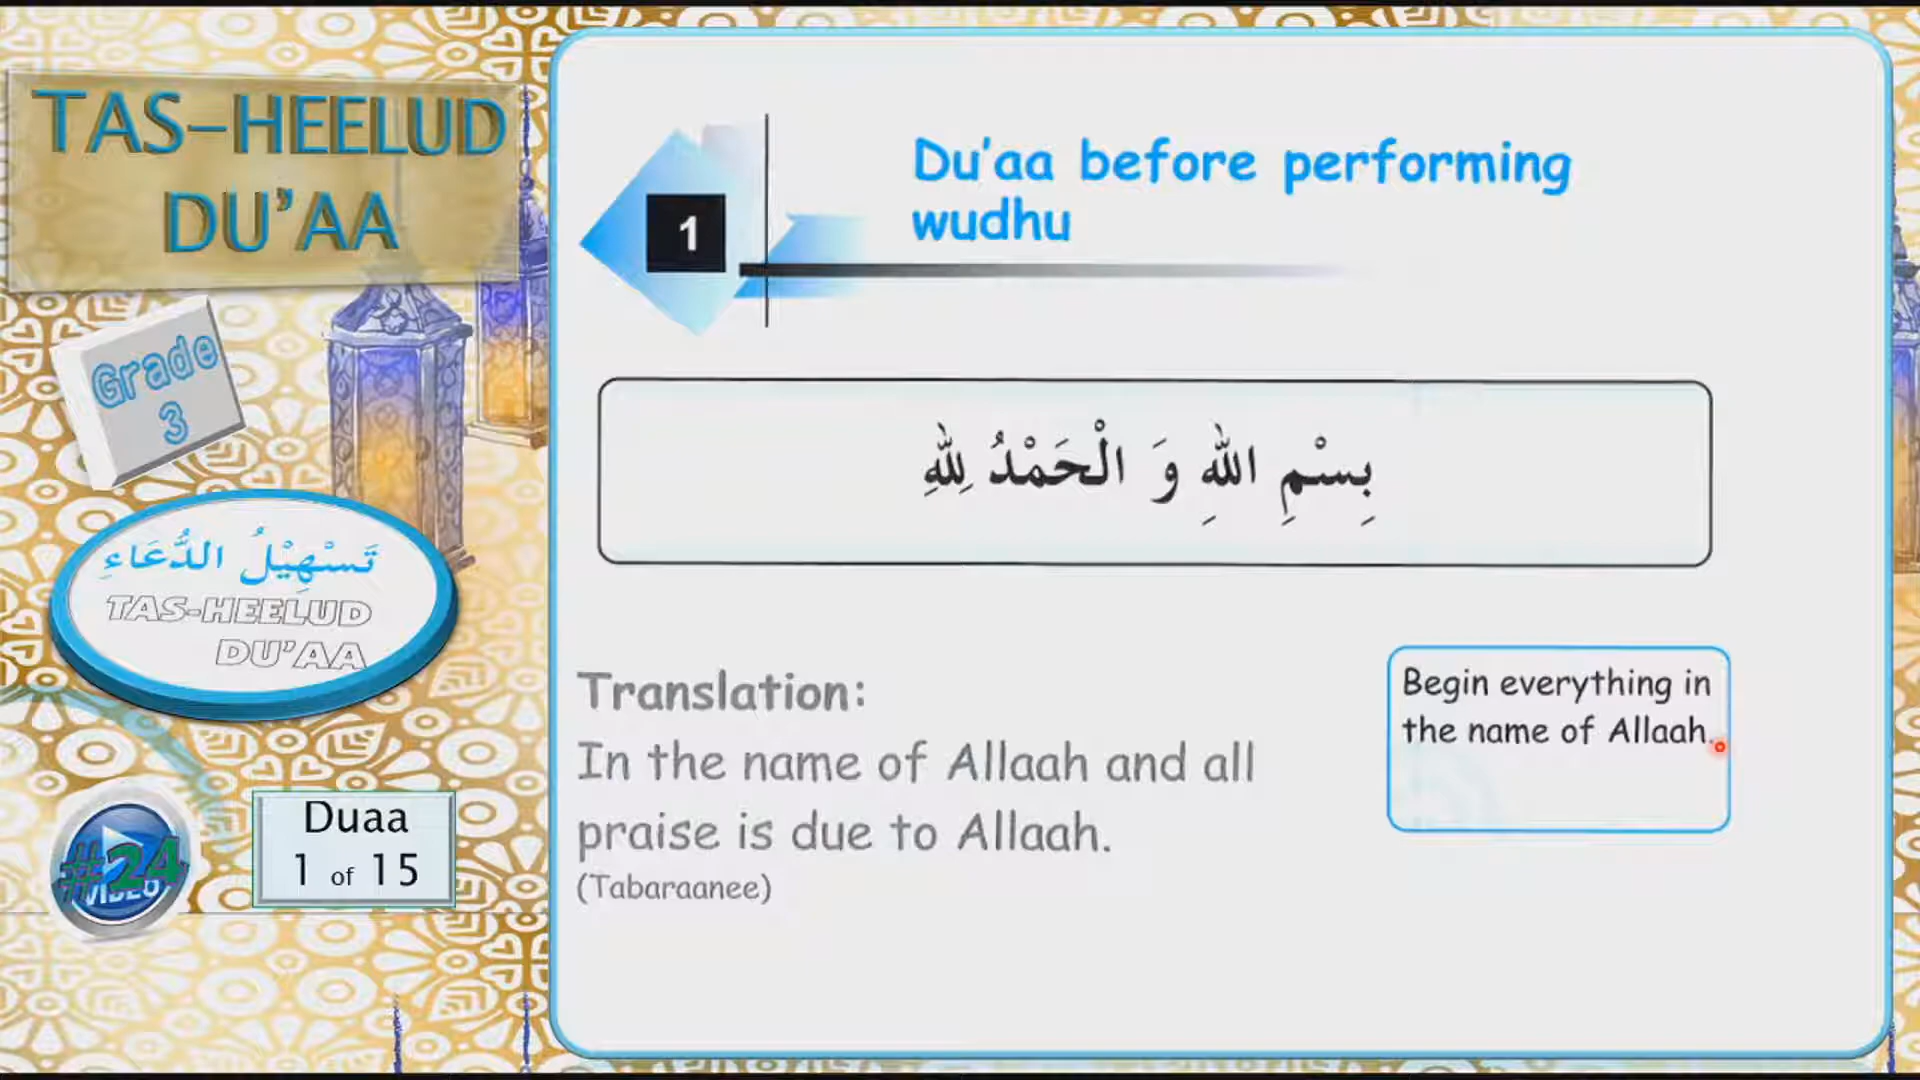 TAS-HEELUD
DU'AA
Grade
3
تَسْهِيْلُ الدُّعَاءِ
TAS-HEELUD
DU'AA
#24
VIDEO
Duaa
1 of 15
1
Du'aa before performing
wudhu
بِسْمِ اللهِ وَ الْحَمْدُ لِلّٰهِ
Translation:
In the name of Allaah and all
praise is due to Allaah.
(Tabaraanee)
Begin everything in
the name of Allaah.